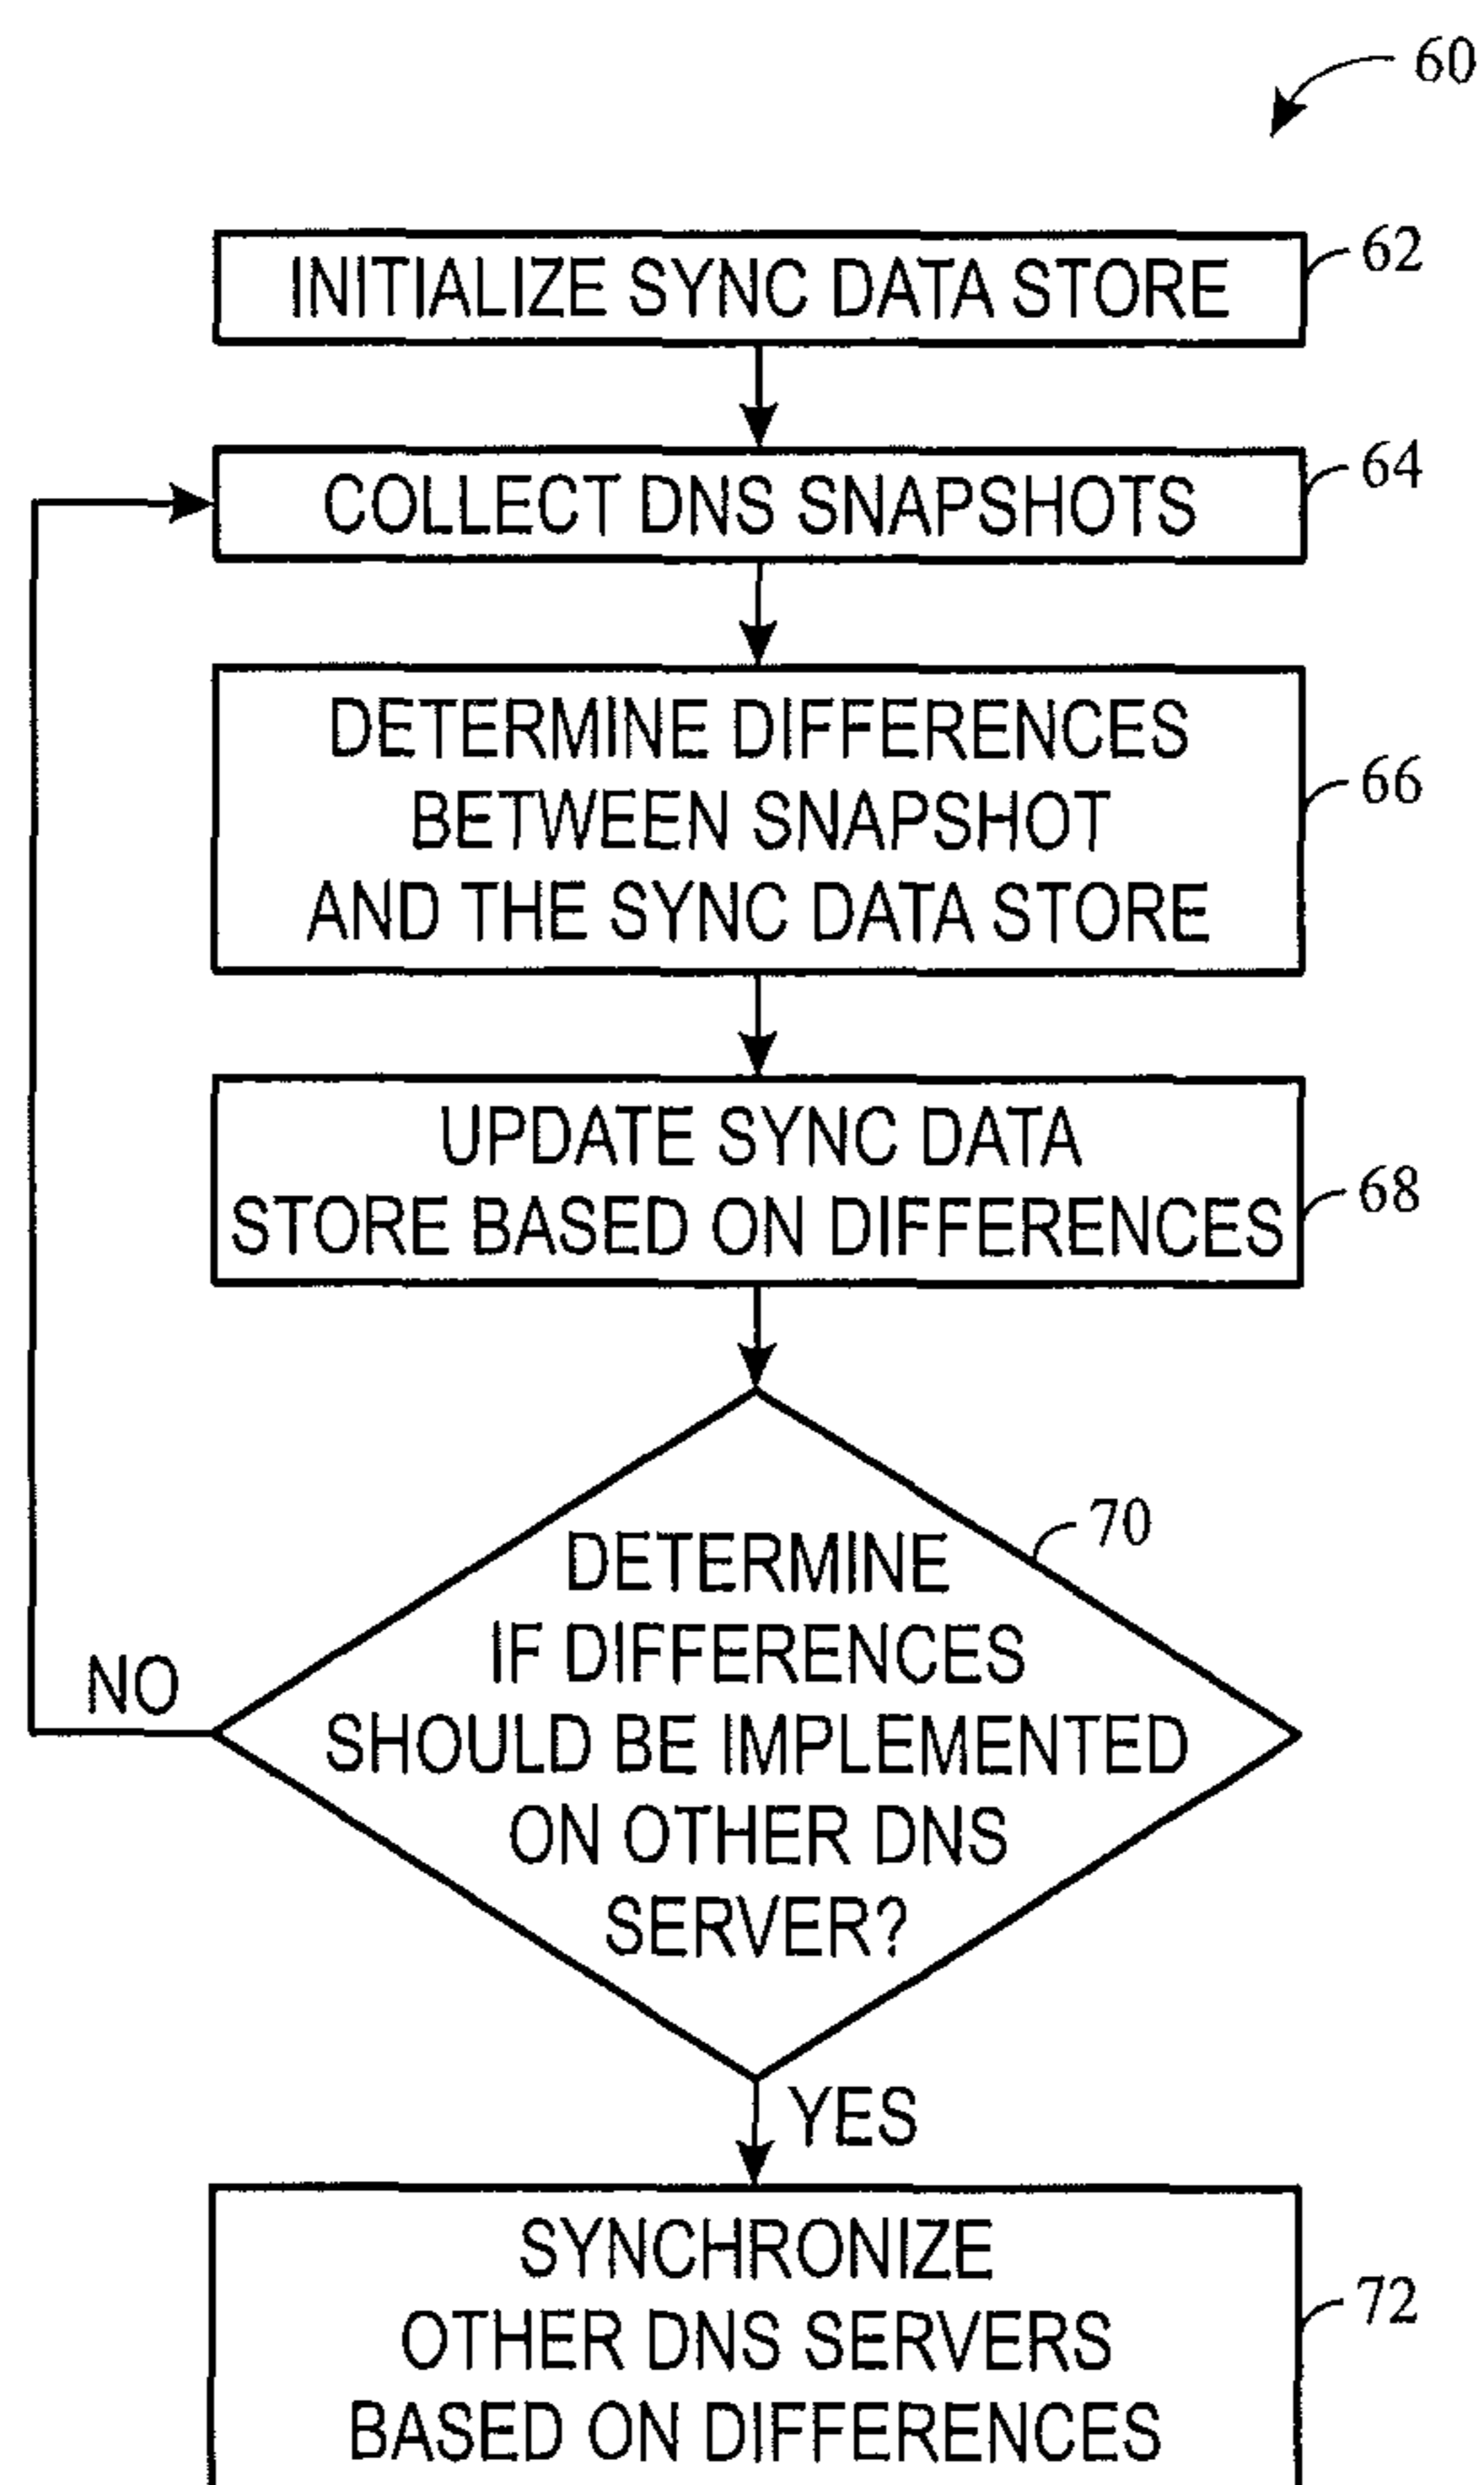 60
INITIALIZE SYNC DATA STORE
62
COLLECT DNS SNAPSHOTS
64
DETERMINE DIFFERENCES
BETWEEN SNAPSHOT
AND THE SYNC DATA STORE
66
UPDATE SYNC DATA
STORE BASED ON DIFFERENCES
68
DETERMINE
IF DIFFERENCES
SHOULD BE IMPLEMENTED
ON OTHER DNS
SERVER?
70
NO
YES
SYNCHRONIZE
OTHER DNS SERVERS
BASED ON DIFFERENCES
72